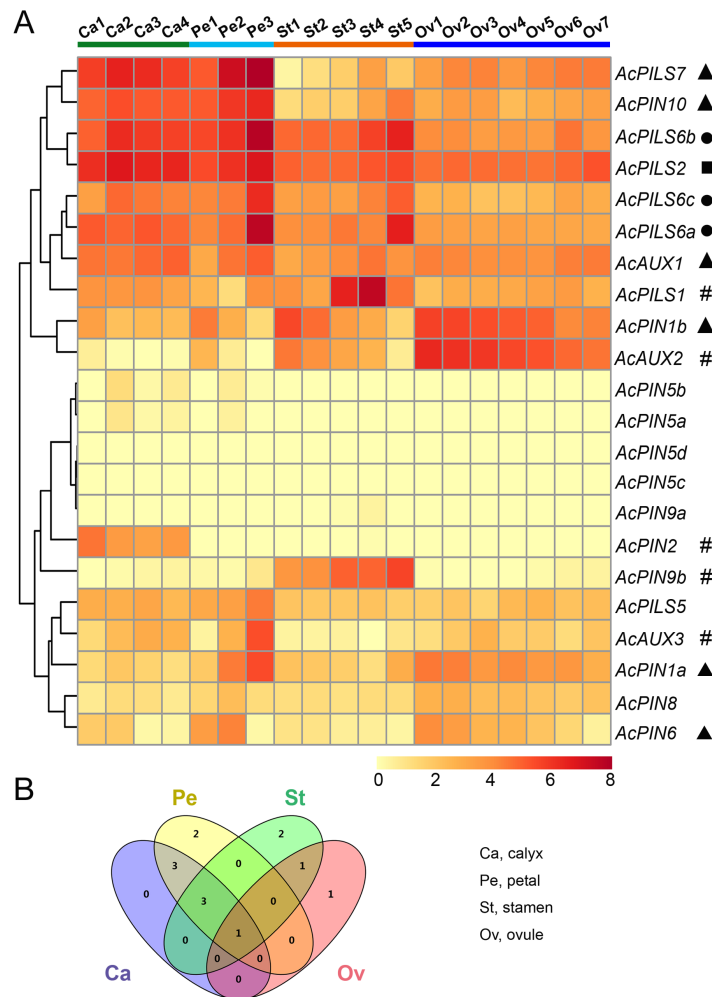 A
Ca1 Ca2 Ca3 Ca4 Pe1 Pe2 Pe3 St1 St2 St3 St4 St5 Ov1 Ov2 Ov3 Ov4 Ov5 Ov6 Ov7
AcPILS7 ▲
AcPIN10 ▲
AcPILS6b ●
AcPILS2 ■
AcPILS6c ●
AcPILS6a ●
AcAUX1 ▲
AcPILS1 #
AcPIN1b ▲
AcAUX2 #
AcPIN5b
AcPIN5a
AcPIN5d
AcPIN5c
AcPIN9a
AcPIN2 #
AcPIN9b #
AcPILS5
AcAUX3 #
AcPIN1a ▲
AcPIN8
AcPIN6 ▲
0 2 4 6 8
B
Pe St
2 2
3 0 1
0 3 0 1
1
0 0 0 0
0
Ca Ov
Ca, calyx
Pe, petal
St, stamen
Ov, ovule